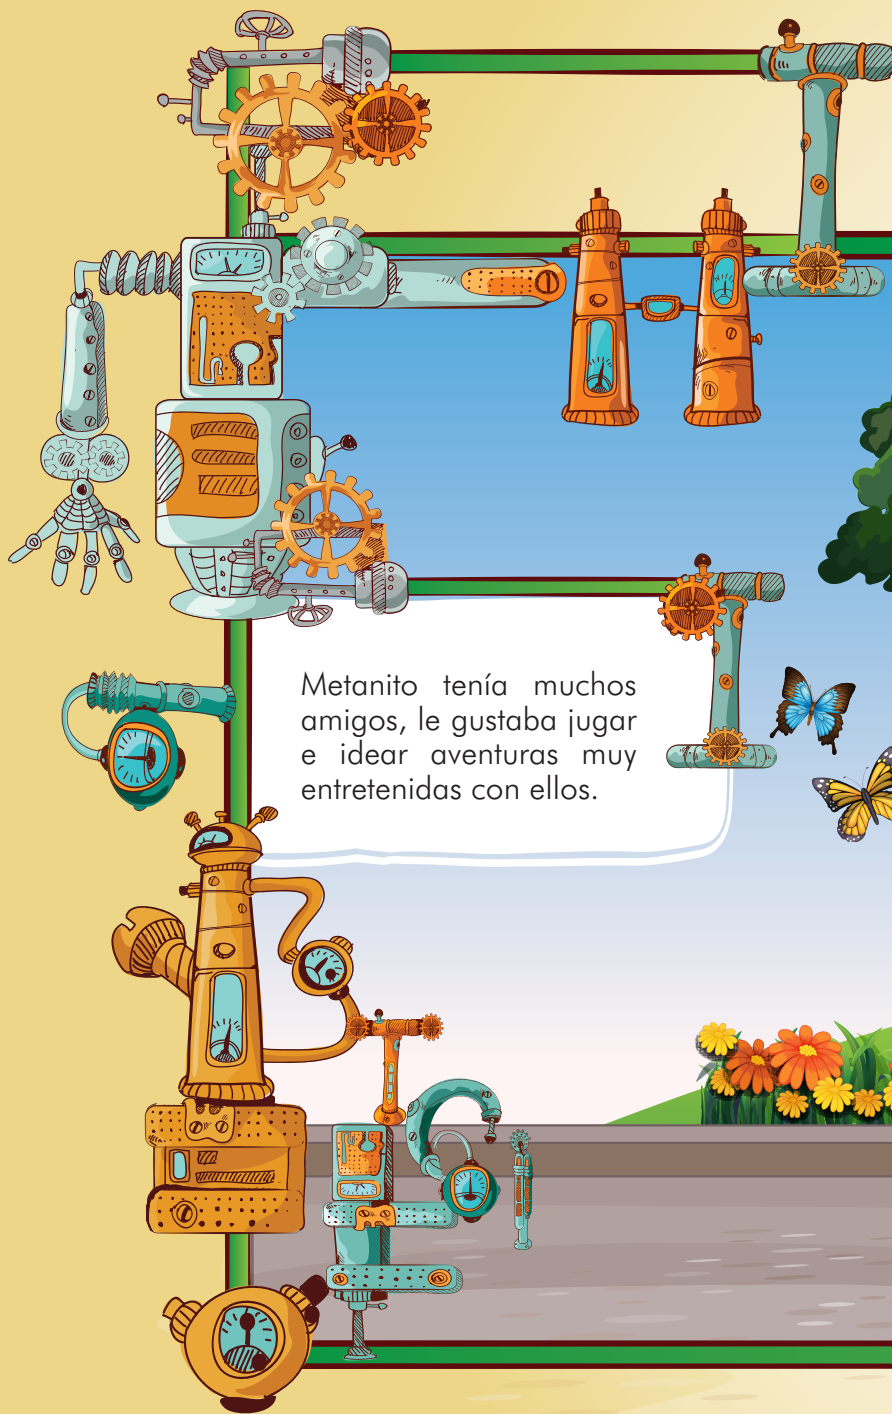 Metanito tenía muchos
amigos, le gustaba jugar
e idear aventuras muy
entretenidas con ellos.